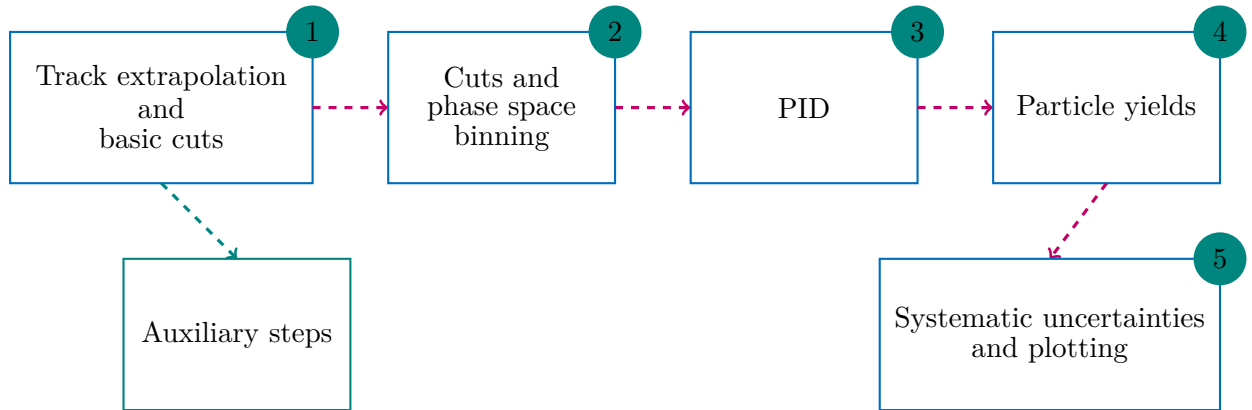 1
Track extrapolation
and
basic cuts
2
Cuts and
phase space
binning
3
PID
4
Particle yields
Auxiliary steps
5
Systematic uncertainties
and plotting